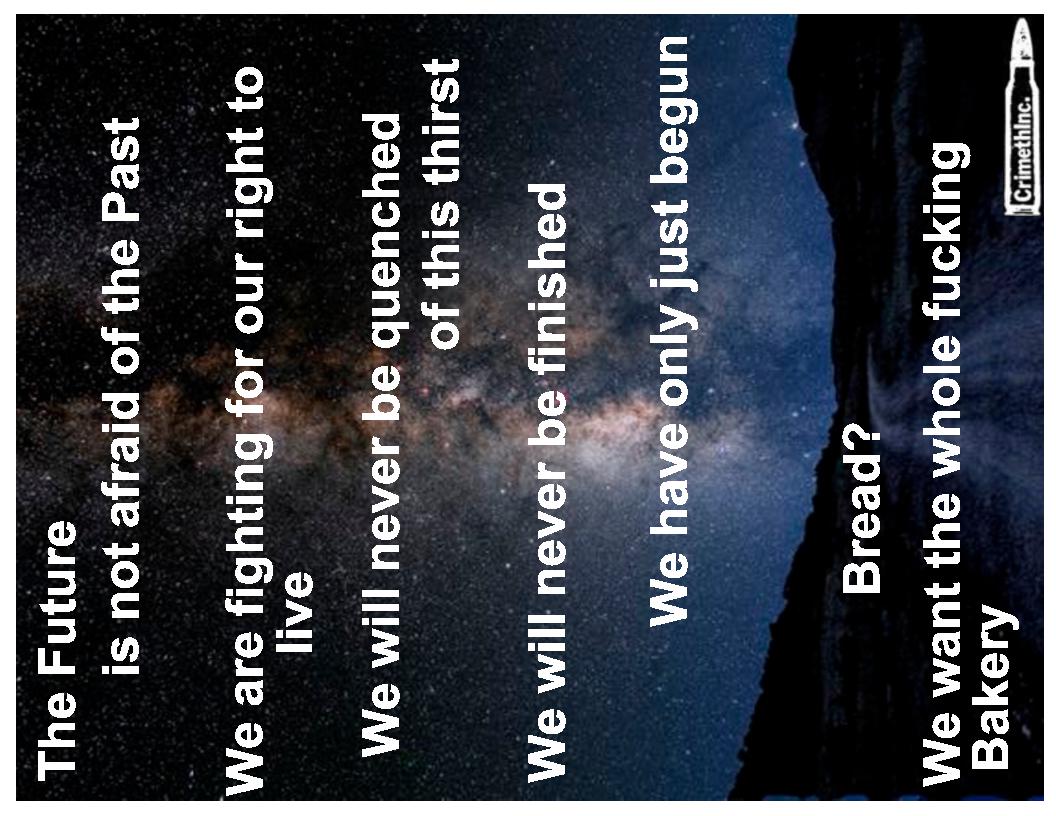 The Future
is not afraid of the Past
We are fighting for our right to
live
We will never be quenched
of this thirst
We will never be finished
We have only just begun
Bread?
We want the whole fucking
Bakery
CrimethInc.